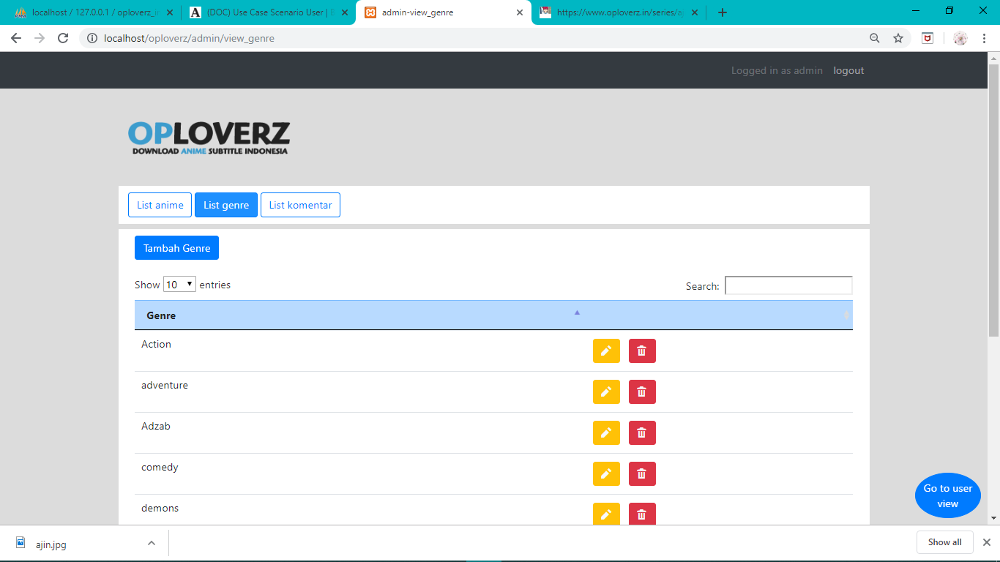 localhost / 127.0.0.1 / oploverz_i
(DOC) Use Case Scenario User |
admin-view_genre
https://www.oploverz.in/series/aj
localhost/oploverz/admin/view_genre
Logged in as admin logout
OPLOVERZ
DOWNLOAD ANIME SUBTITLE INDONESIA
List anime List genre List komentar
Tambah Genre
Show 10 entries Search:
Genre
Action
adventure
Adzab
comedy
demons
Go to user
view
ajin.jpg Show all